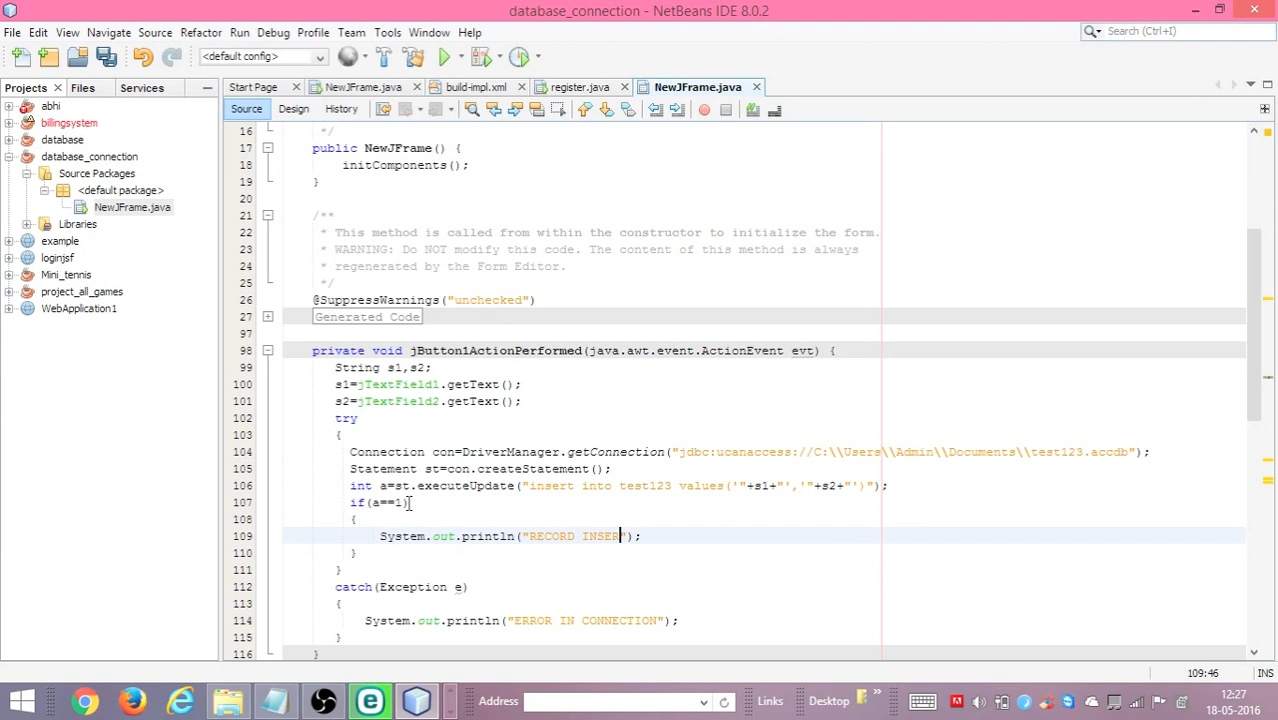 database_connection - NetBeans IDE 8.0.2
File Edit View Navigate Source Refactor Run Debug Profile Team Tools Window Help
Search (Ctrl+I)
<default config>
Projects Files Services
Start Page NewJFrame.java build-impl.xml register.java NewJFrame.java
Source Design History
abhi
billingsystem
database
database_connection
Source Packages
<default package>
NewJFrame.java
Libraries
example
loginjsf
Mini_tennis
project_all_games
WebApplication1
16 */
17 public NewJFrame() {
18 initComponents();
19 }
20
21 /**
22 * This method is called from within the constructor to initialize the form.
23 * WARNING: Do NOT modify this code. The content of this method is always
24 * regenerated by the Form Editor.
25 */
26 @SuppressWarnings("unchecked")
27 Generated Code
97
98 private void jButton1ActionPerformed(java.awt.event.ActionEvent evt) {
99 String s1,s2;
100 s1=jTextField1.getText();
101 s2=jTextField2.getText();
102 try
103 {
104 Connection con=DriverManager.getConnection("jdbc:ucanaccess://C:\\Users\\Admin\\Documents\\test123.accdb");
105 Statement st=con.createStatement();
106 int a=st.executeUpdate("insert into test123 values('"+s1+"','"+s2+"')");
107 if(a==1)
108 {
109 System.out.println("RECORD INSER");
110 }
111 }
112 catch(Exception e)
113 {
114 System.out.println("ERROR IN CONNECTION");
115 }
116 }
109:46 INS
Address Links Desktop
12:27
18-05-2016